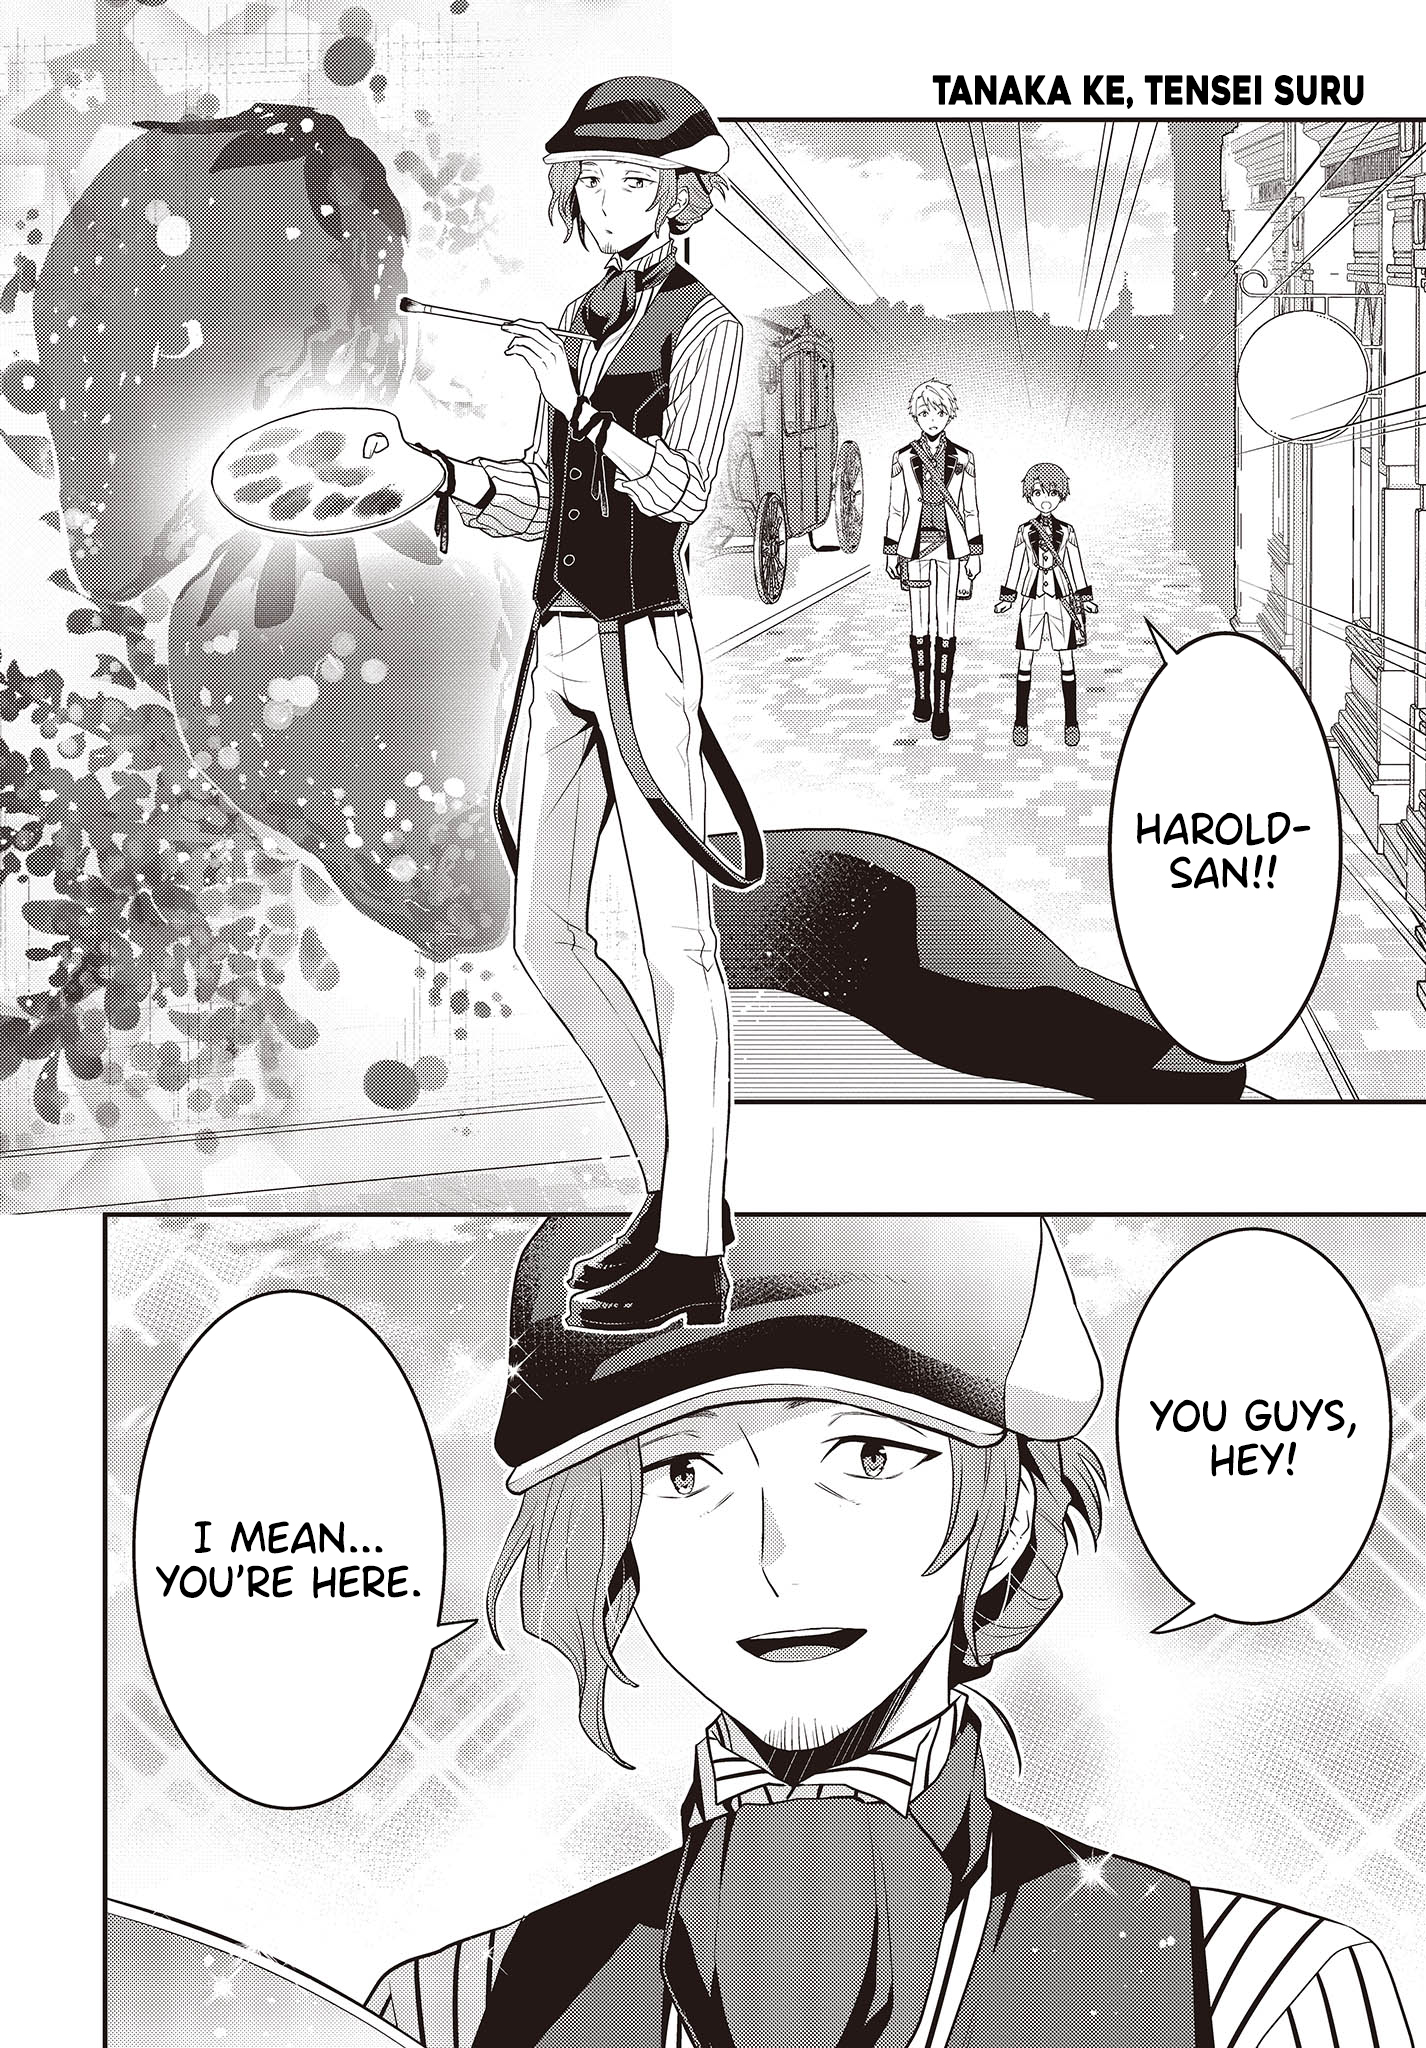 TANAKA KE, TENSEI SURU
HAROLD-
SAN!!
YOU GUYS,
HEY!
I MEAN...
YOU'RE HERE.